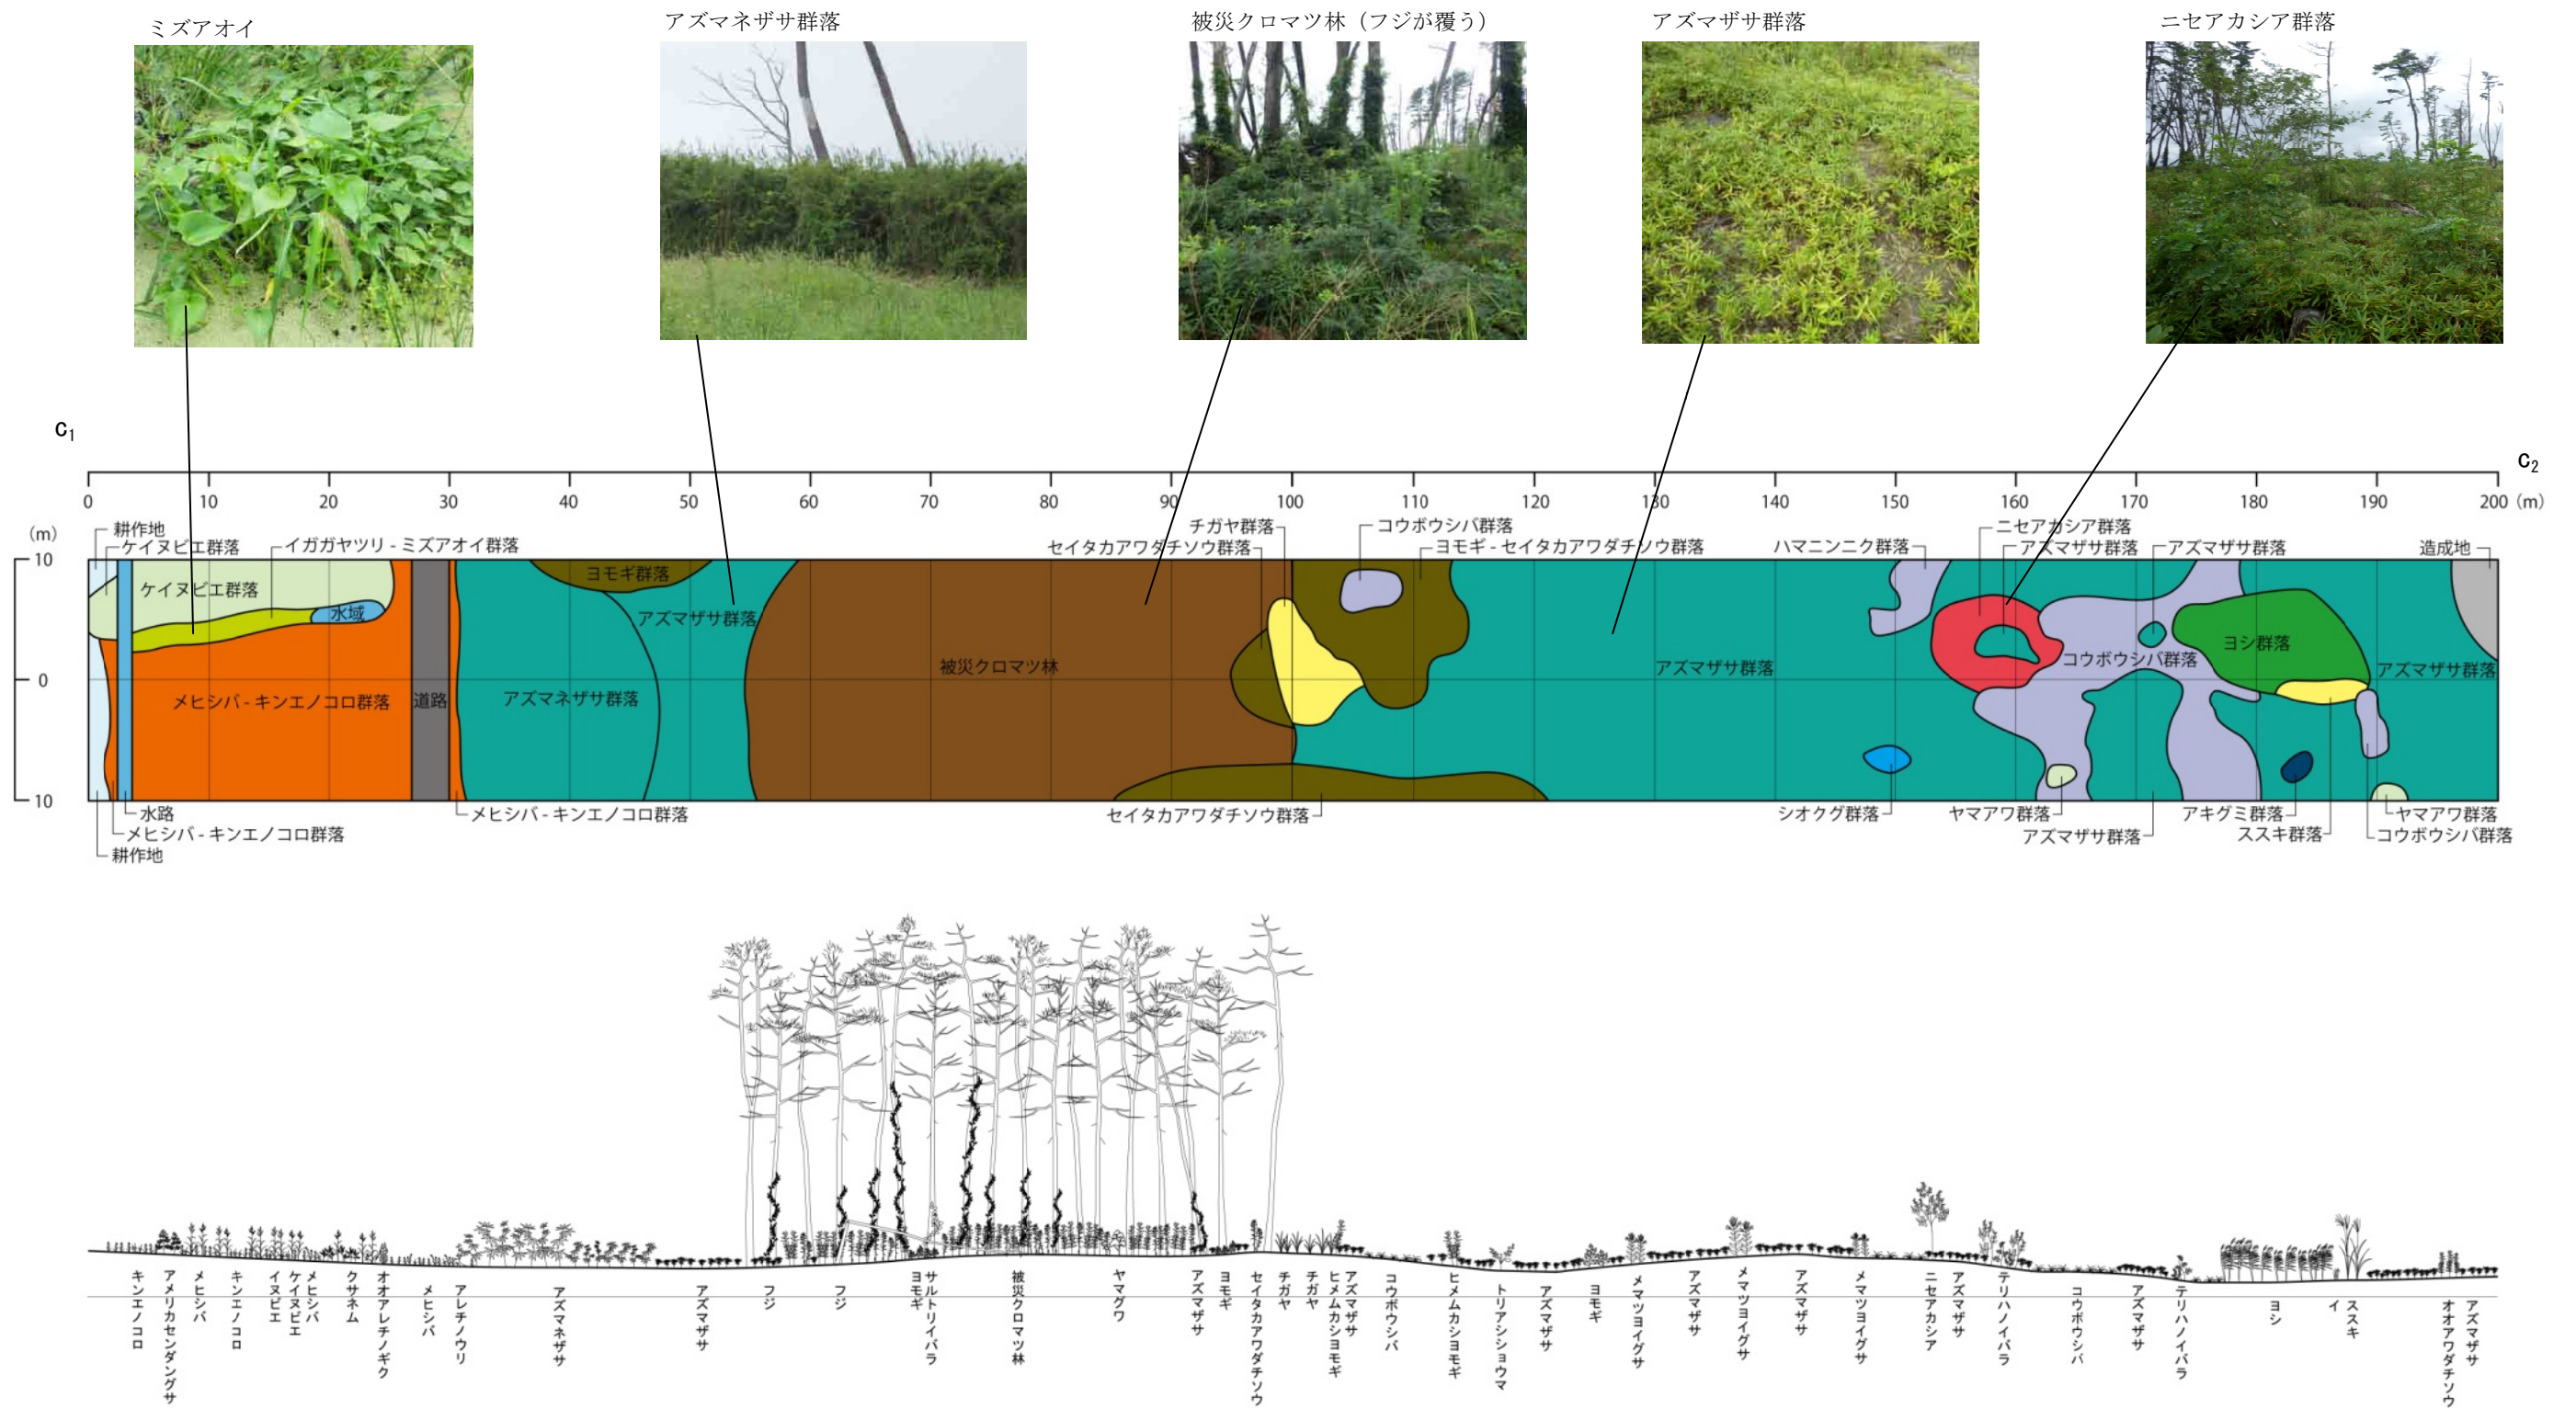 ミズアオイ
アズマネザサ群落
被災クロマツ林（フジが覆う）
アズマザサ群落
ニセアカシア群落
C1
C2
0 10 20 30 40 50 60 70 80 90 100 110 120 130 140 150 160 170 180 190 200 (m)
(m)
10
0
10
耕作地
ケイヌビエ群落
イガガヤツリ - ミズアオイ群落
セイタカアワダチソウ群落
チガヤ群落
コウボウシバ群落
ヨモギ - セイタカアワダチソウ群落
ハマニンニク群落
ニセアカシア群落
アズマザサ群落
アズマザサ群落
造成地
ケイヌビエ群落
水域
ヨモギ群落
アズマザサ群落
被災クロマツ林
アズマザサ群落
コウボウシバ群落
ヨシ群落
アズマザサ群落
メヒシバ - キンエノコロ群落
道路
アズマネザサ群落
水路
メヒシバ - キンエノコロ群落
耕作地
メヒシバ - キンエノコロ群落
セイタカアワダチソウ群落
シオクグ群落
ヤマアワ群落
アズマザサ群落
アキグミ群落
ススキ群落
ヤマアワ群落
コウボウシバ群落
キンエノコロ
アメリカセンダングサ
メヒシバ
キンエノコロ
イヌビエ
ケイヌビエ
メヒシバ
クサネム
オオアレチノギク
メヒシバ
アレチノウリ
アズマネザサ
アズマザサ
フジ
フジ
ヨモギ
サルトリイバラ
被災クロマツ林
ヤマグワ
アズマザサ
ヨモギ
セイタカアワダチソウ
チガヤ
チガヤ
ヒメムカシヨモギ
アズマザサ
コウボウシバ
ヒメムカシヨモギ
トリアシショウマ
アズマザサ
ヨモギ
メマツヨイグサ
アズマザサ
メマツヨイグサ
アズマザサ
メマツヨイグサ
ニセアカシア
アズマザサ
テリハノイバラ
コウボウシバ
アズマザサ
テリハノイバラ
ヨシ
イ
ススキ
オオアワダチソウ
アズマザサ